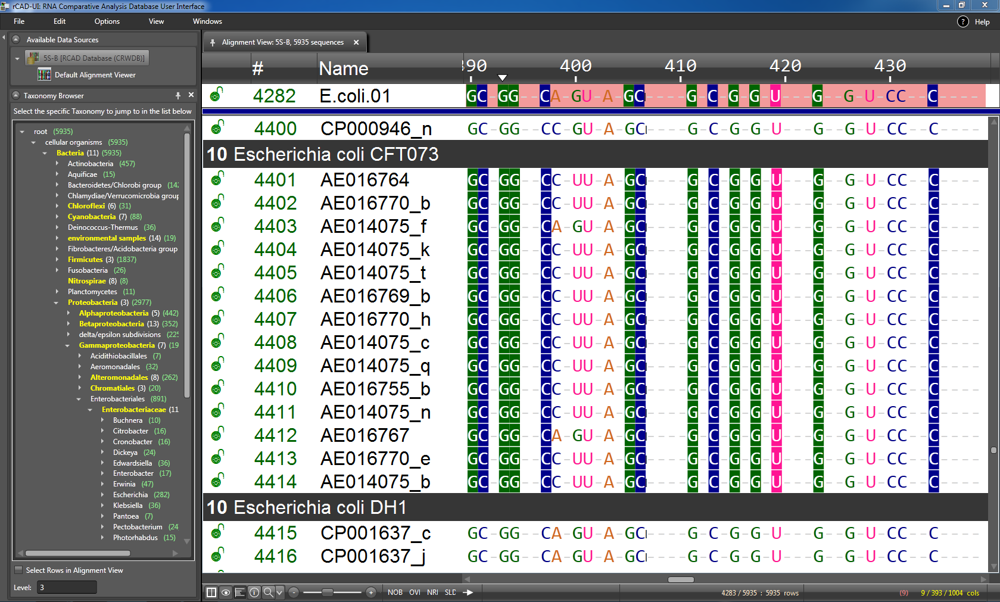 rCAD-UI: RNA Comparative Analysis Database User Interface
File Edit Options View Windows ? Help
Available Data Sources
5S-B [RCAD Database (CRWDB)]
Default Alignment Viewer
Taxonomy Browser
Select the specific Taxonomy to jump to in the list below
root (5935)
cellular organisms (5935)
Bacteria (11) (5935)
Actinobacteria (457)
Aquificae (15)
Bacteroidetes/Chlorobi group (142
Chlamydiae/Verrucomicrobia group
Chloroflexi (6) (31)
Cyanobacteria (7) (88)
Deinococcus-Thermus (36)
environmental samples (14) (19)
Fibrobacteres/Acidobacteria group
Firmicutes (3) (1837)
Fusobacteria (26)
Nitrospirae (8) (8)
Planctomycetes (11)
Proteobacteria (3) (2977)
Alphaproteobacteria (5) (442)
Betaproteobacteria (13) (352)
delta/epsilon subdivisions (225
Gammaproteobacteria (7) (19
Acidithiobacillales (7)
Aeromonadales (32)
Alteromonadales (8) (262)
Chromatiales (3) (20)
Enterobacteriales (891)
Enterobacteriaceae (11
Buchnera (10)
Citrobacter (16)
Cronobacter (16)
Dickeya (24)
Edwardsiella (36)
Enterobacter (17)
Erwinia (47)
Escherichia (282)
Klebsiella (36)
Pantoea (7)
Pectobacterium (24
Photorhabdus (15)
Select Rows in Alignment View
Level: 3
Alignment View: 5S-B, 5935 sequences
# Name 390 400 410 420 430
4282 E.coli.01 GC-GG--CA-GU-A-GC----G-C-G-G-U---G--G-U-CC--C-----
4400 CP000946_n GC-GG--CC-GU-A-GC----G-C-G-G-U---G--G-U-CC--C----
10 Escherichia coli CFT073
4401 AE016764 GC-GG--CC-UU-A-GC----G-C-G-G-U---G--G-U-CC--C----
4402 AE016770_b GC-GG--CC-UU-A-GC----G-C-G-G-U---G--G-U-CC--C----
4403 AE014075_f GC-GG--CA-GU-A-GC----G-C-G-G-U---G--G-U-CC--C----
4404 AE014075_k GC-GG--CC-UU-A-GC----G-C-G-G-U---G--G-U-CC--C----
4405 AE014075_t GC-GG--CC-UU-A-GC----G-C-G-G-U---G--G-U-CC--C----
4406 AE016769_b GC-GG--CC-UU-A-GC----G-C-G-G-U---G--G-U-CC--C----
4407 AE016770_h GC-GG--CC-UU-A-GC----G-C-G-G-U---G--G-U-CC--C----
4408 AE014075_c GC-GG--CC-UU-A-GC----G-C-G-G-U---G--G-U-CC--C----
4409 AE014075_q GC-GG--CC-UU-A-GC----G-C-G-G-U---G--G-U-CC--C----
4410 AE016755_b GC-GG--CC-UU-A-GC----G-C-G-G-U---G--G-U-CC--C----
4411 AE014075_n GC-GG--CC-UU-A-GC----G-C-G-G-U---G--G-U-CC--C----
4412 AE016767 GC-GG--CA-GU-A-GC----G-C-G-G-U---G--G-U-CC--C----
4413 AE016770_e GC-GG--CC-UU-A-GC----G-C-G-G-U---G--G-U-CC--C----
4414 AE014075_b GC-GG--CC-UU-A-GC----G-C-G-G-U---G--G-U-CC--C----
10 Escherichia coli DH1
4415 CP001637_c GC-GG--CA-GU-A-GC----G-C-G-G-U---G--G-U-CC--C----
4416 CP001637_j GC-GG--CA-GU-A-GC----G-C-G-G-U---G--G-U-CC--C----
NOB OVI NRI SLD 4283 / 5935 : 5935 rows (9) 9 / 393 / 1004 cols